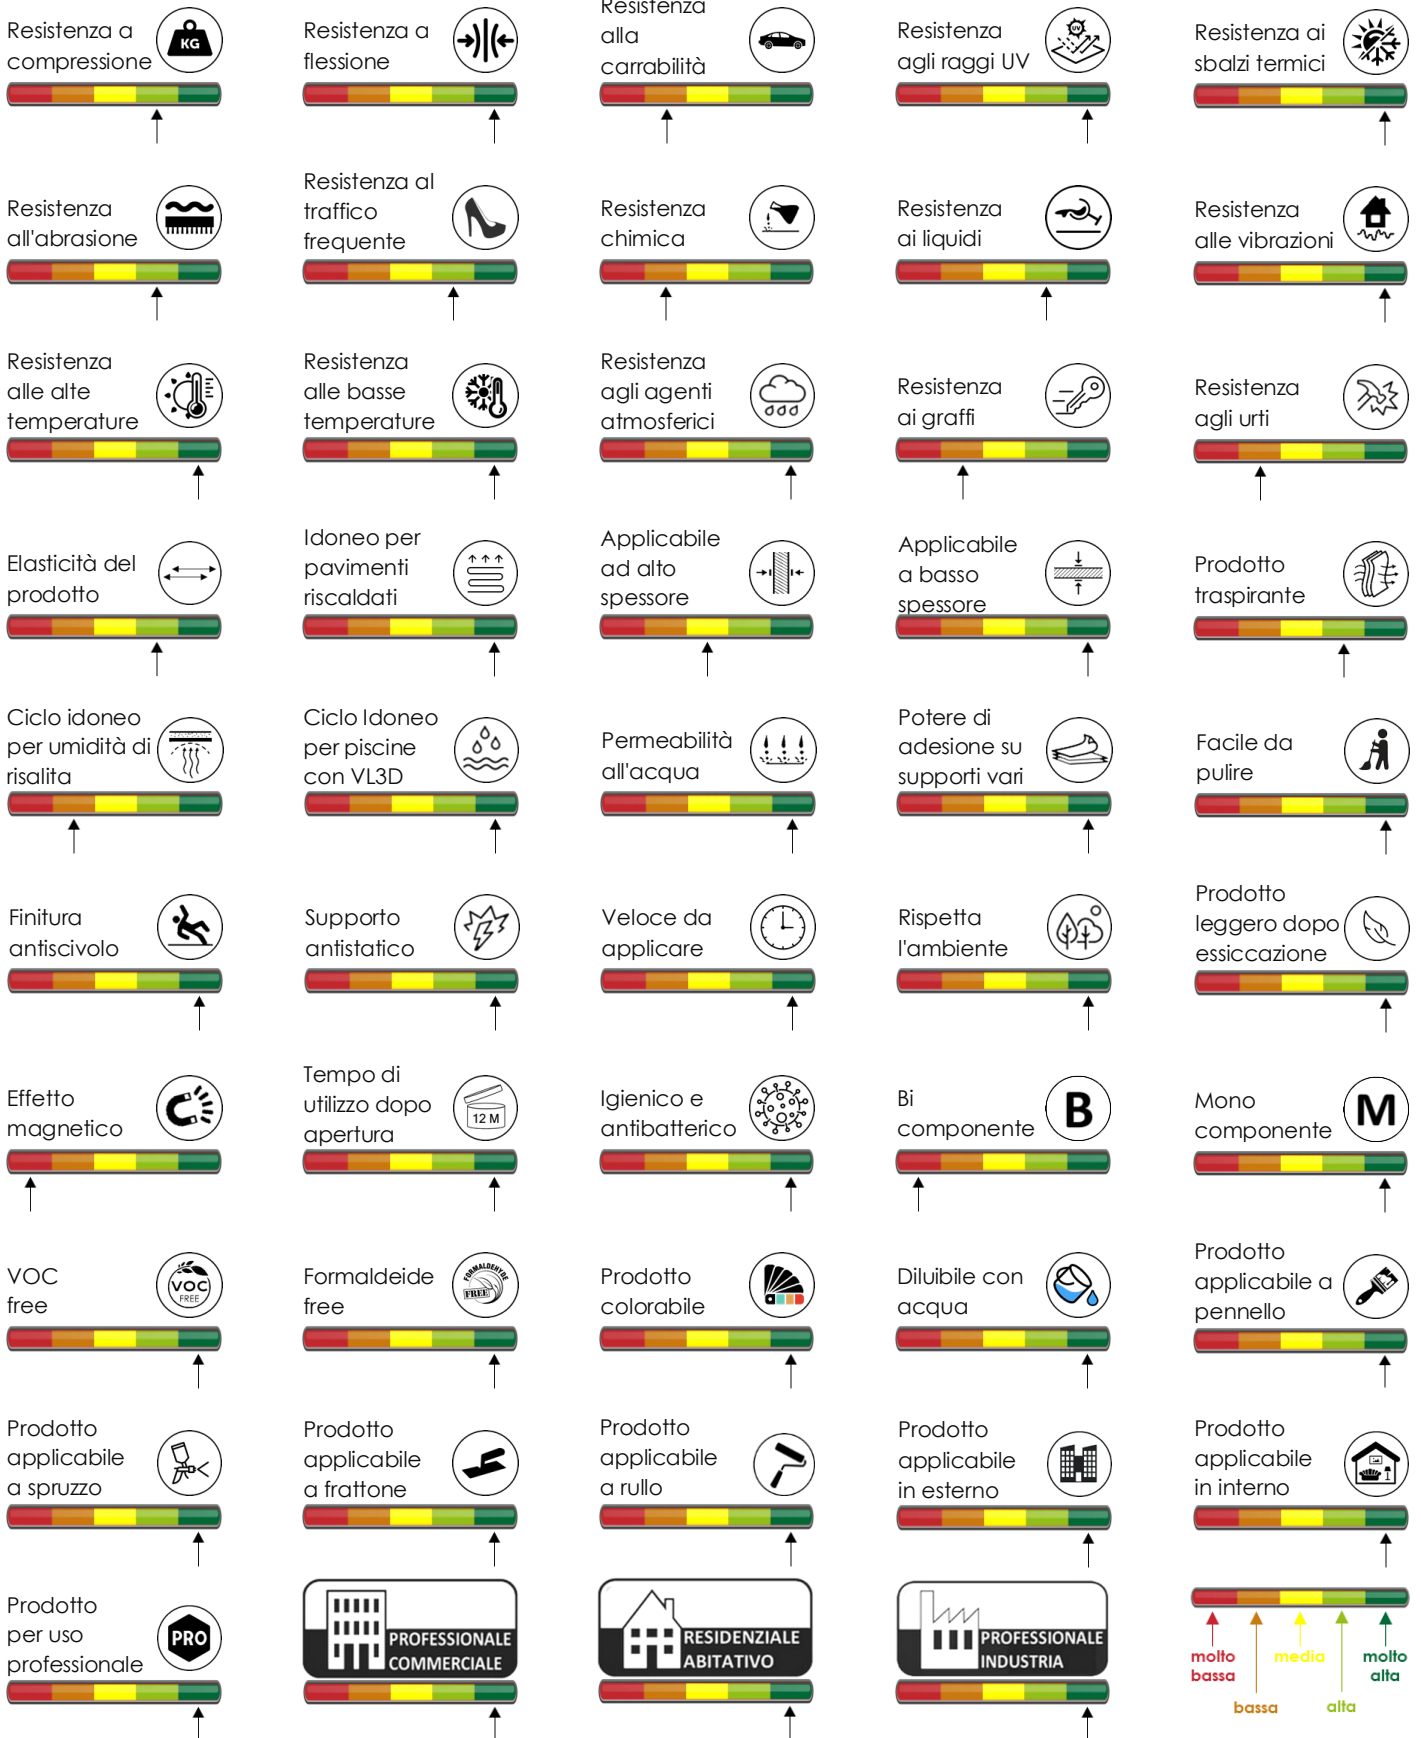 Resistenza a
compressione
KG
Resistenza a
flessione
Resistenza
alla
carrabilità
Resistenza
agli raggi UV
UV
Resistenza ai
sbalzi termici
Resistenza
all'abrasione
Resistenza al
traffico
frequente
Resistenza
chimica
Resistenza
ai liquidi
Resistenza
alle vibrazioni
Resistenza
alle alte
temperature
Resistenza
alle basse
temperature
Resistenza
agli agenti
atmosferici
Resistenza
ai graffi
Resistenza
agli urti
Elasticità del
prodotto
Idoneo per
pavimenti
riscaldati
Applicabile
ad alto
spessore
Applicabile
a basso
spessore
Prodotto
traspirante
Ciclo idoneo
per umidità di
risalita
Ciclo Idoneo
per piscine
con VL3D
Permeabilità
all'acqua
Potere di
adesione su
supporti vari
Facile da
pulire
Finitura
antiscivolo
Supporto
antistatico
Veloce da
applicare
Rispetta
l'ambiente
Prodotto
leggero dopo
essiccazione
Effetto
magnetico
Tempo di
utilizzo dopo
apertura
12 M
Igienico e
antibatterico
Bi
componente
B
Mono
componente
M
VOC
free
VOC
FREE
Formaldeide
free
FORMALDEHYDE
FREE
Prodotto
colorabile
Diluibile con
acqua
Prodotto
applicabile a
pennello
Prodotto
applicabile
a spruzzo
Prodotto
applicabile
a frattone
Prodotto
applicabile
a rullo
Prodotto
applicabile
in esterno
Prodotto
applicabile
in interno
Prodotto
per uso
professionale
PRO
PROFESSIONALE
COMMERCIALE
RESIDENZIALE
ABITATIVO
PROFESSIONALE
INDUSTRIA
molto
bassa
bassa
media
alta
molto
alta